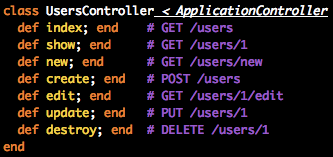 class UsersController < ApplicationController
  def index; end    # GET /users
  def show; end     # GET /users/1
  def new; end      # GET /users/new
  def create; end   # POST /users
  def edit; end     # GET /users/1/edit
  def update; end   # PUT /users/1
  def destroy; end  # DELETE /users/1
end